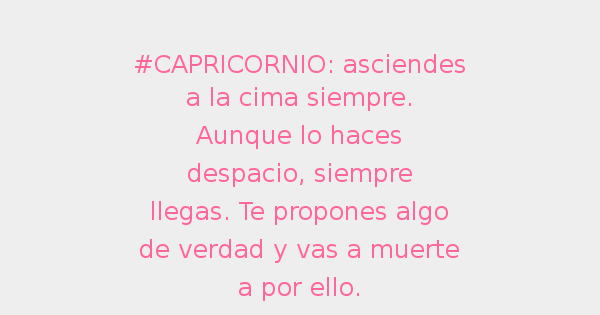 #CAPRICORNIO: asciendes
a la cima siempre.
Aunque lo haces
despacio, siempre
llegas. Te propones algo
de verdad y vas a muerte
a por ello.